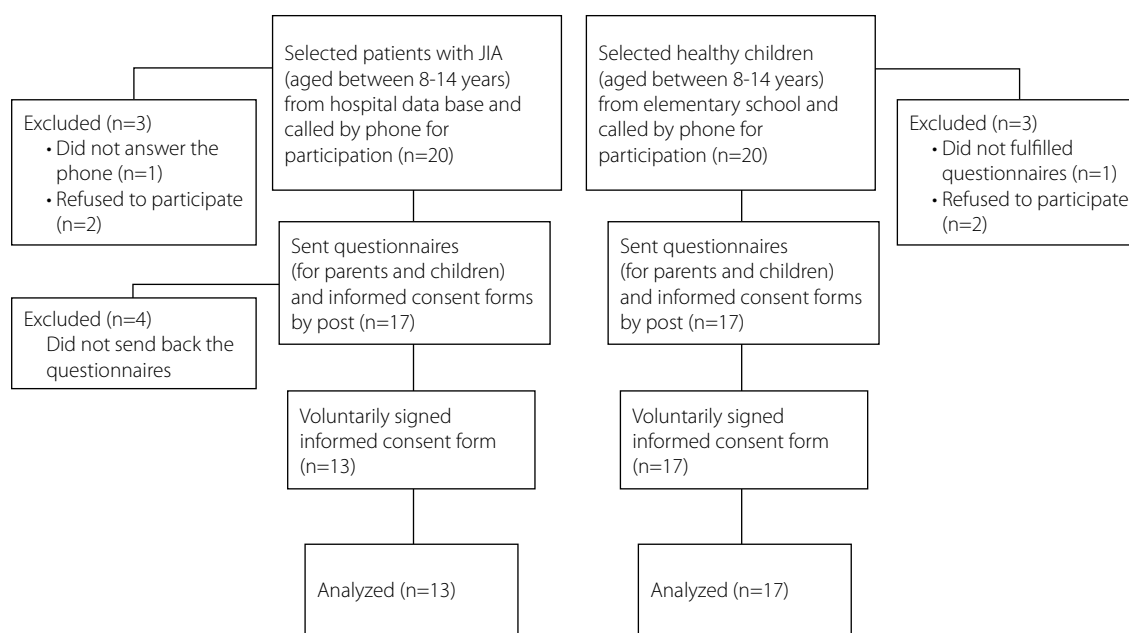 Selected patients with JIA
(aged between 8-14 years)
from hospital data base and
called by phone for
participation (n=20)
Selected healthy children
(aged between 8-14 years)
from elementary school and
called by phone for
participation (n=20)
Excluded (n=3)
• Did not answer the
phone (n=1)
• Refused to participate
(n=2)
Excluded (n=3)
• Did not fulfilled
questionnaires (n=1)
• Refused to participate
(n=2)
Sent questionnaires
(for parents and children)
and informed consent forms
by post (n=17)
Sent questionnaires
(for parents and children)
and informed consent forms
by post (n=17)
Excluded (n=4)
Did not send back the
questionnaires
Voluntarily signed
informed consent form
(n=13)
Voluntarily signed
informed consent form
(n=17)
Analyzed (n=13)
Analyzed (n=17)